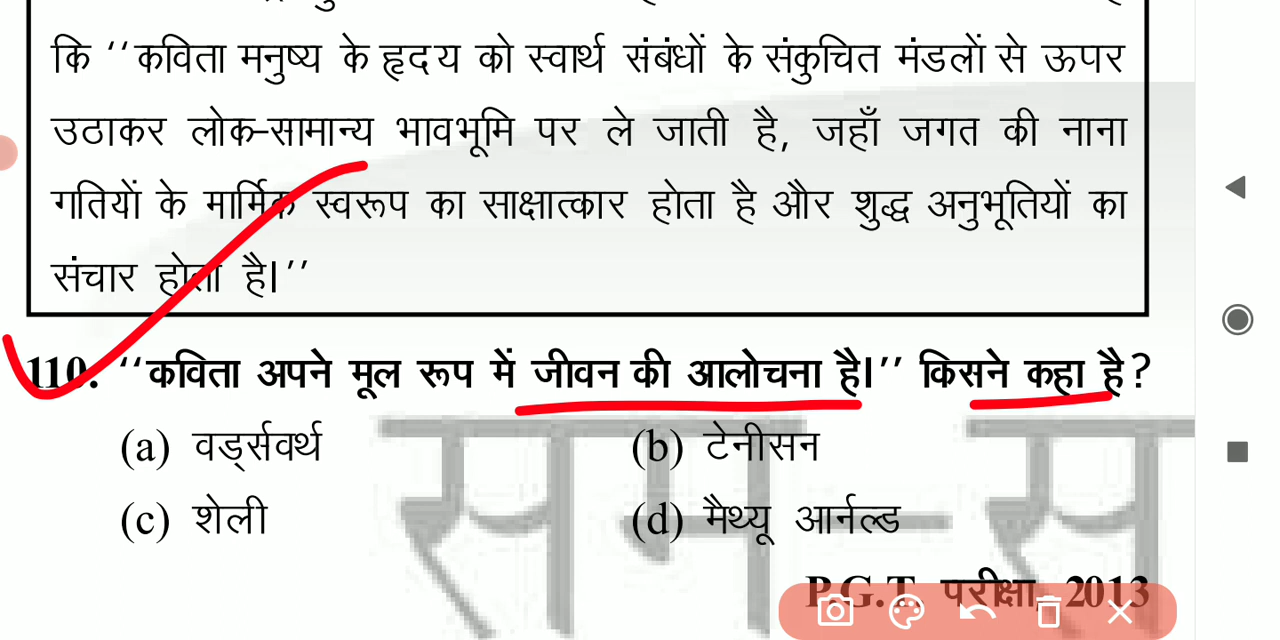 कि ‘‘कविता मनुष्य के हृदय को स्वार्थ संबंधों के संकुचित मंडलों से ऊपर
उठाकर लोक-सामान्य भावभूमि पर ले जाती है, जहाँ जगत की नाना
गतियों के मार्मिक स्वरूप का साक्षात्कार होता है और शुद्ध अनुभूतियों का
संचार होता है।’’
110. ‘‘कविता अपने मूल रूप में जीवन की आलोचना है।’’ किसने कहा है?
(a) वर्ड्सवर्थ (b) टेनीसन
(c) शेली (d) मैथ्यू आर्नल्ड
P.G.T. परीक्षा, 2013